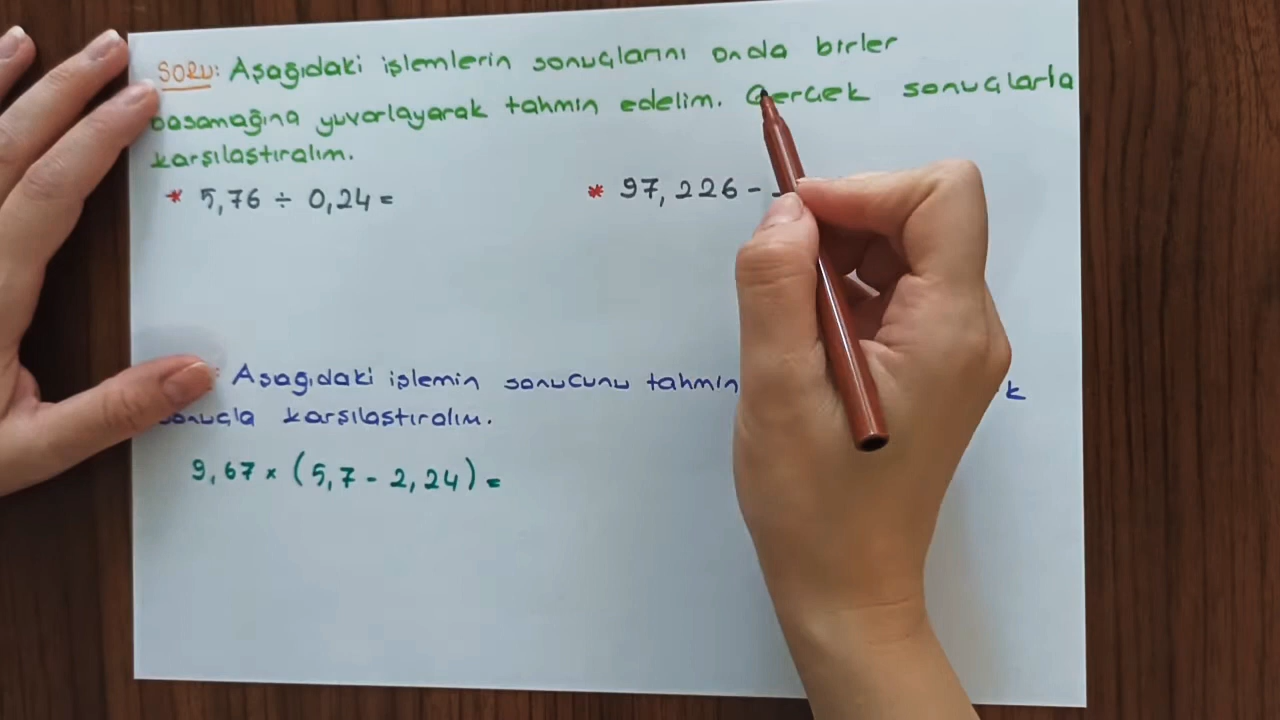 SORU: Aşağıdaki işlemlerin sonuçlarını onda birler
basamağına yuvarlayarak tahmin edelim. Gerçek sonuçlarla
karşılaştıralım.
* 5,76 ÷ 0,24 =
* 97,226 -
: Aşağıdaki işlemin sonucunu tahmin k
sonuçla karşılaştıralım.
9,67 × (5,7 - 2,24) =